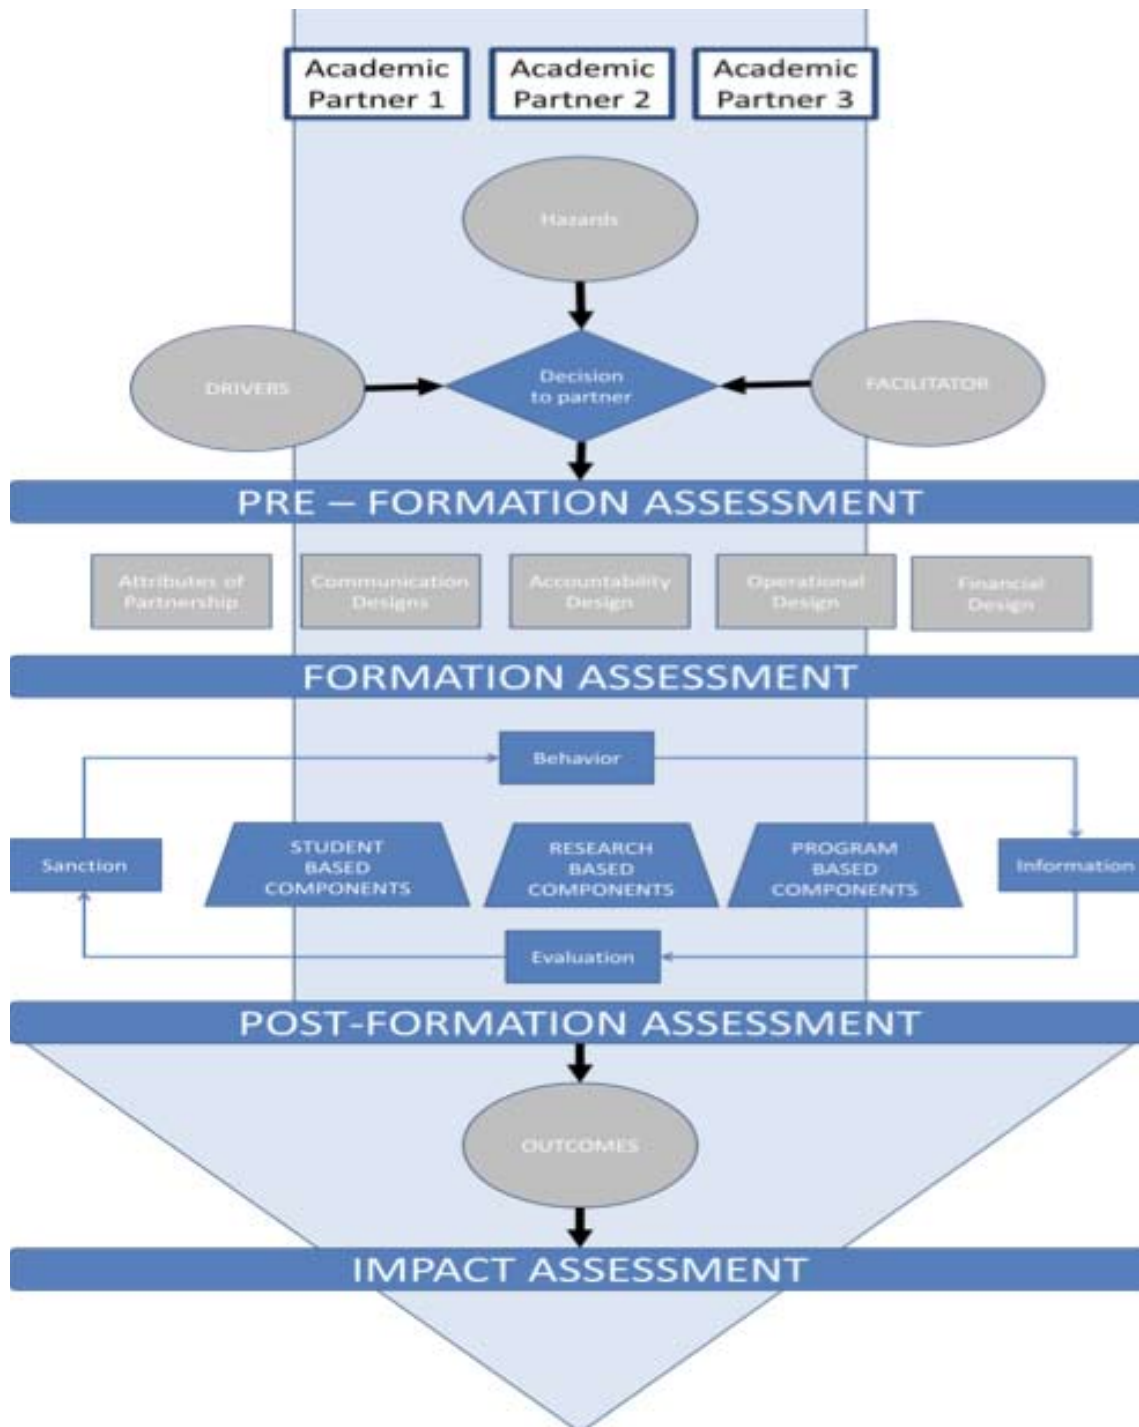 Academic
Partner 1
Academic
Partner 2
Academic
Partner 3
Hazards
DRIVERS
Decision
to partner
FACILITATOR
PRE – FORMATION ASSESSMENT
Attributes of
Partnership
Communication
Designs
Accountability
Design
Operational
Design
Financial
Design
FORMATION ASSESSMENT
Behavior
Sanction
STUDENT
BASED
COMPONENTS
RESEARCH
BASED
COMPONENTS
PROGRAM
BASED
COMPONENTS
Information
Evaluation
POST-FORMATION ASSESSMENT
OUTCOMES
IMPACT ASSESSMENT